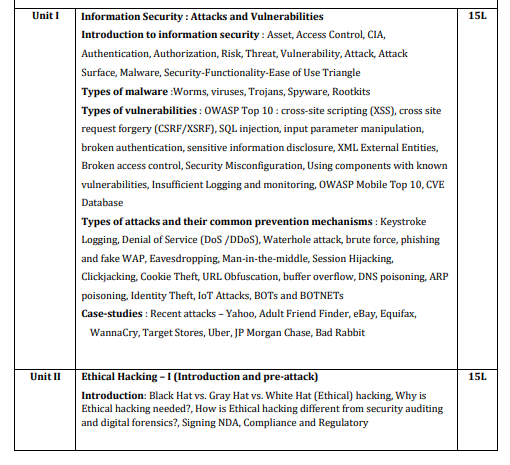 Unit I
Information Security : Attacks and Vulnerabilities
15L
Introduction to information security : Asset, Access Control, CIA,
Authentication, Authorization, Risk, Threat, Vulnerability, Attack, Attack
Surface, Malware, Security-Functionality-Ease of Use Triangle
Types of malware :Worms, viruses, Trojans, Spyware, Rootkits
Types of vulnerabilities : OWASP Top 10 : cross-site scripting (XSS), cross site
request forgery (CSRF/XSRF), SQL injection, input parameter manipulation,
broken authentication, sensitive information disclosure, XML External Entities,
Broken access control, Security Misconfiguration, Using components with known
vulnerabilities, Insufficient Logging and monitoring, OWASP Mobile Top 10, CVE
Database
Types of attacks and their common prevention mechanisms : Keystroke
Logging, Denial of Service (DoS /DDoS), Waterhole attack, brute force, phishing
and fake WAP, Eavesdropping, Man-in-the-middle, Session Hijacking,
Clickjacking, Cookie Theft, URL Obfuscation, buffer overflow, DNS poisoning, ARP
poisoning, Identity Theft, IoT Attacks, BOTs and BOTNETs
Case-studies : Recent attacks – Yahoo, Adult Friend Finder, eBay, Equifax,
WannaCry, Target Stores, Uber, JP Morgan Chase, Bad Rabbit
Unit II
Ethical Hacking – I (Introduction and pre-attack)
15L
Introduction: Black Hat vs. Gray Hat vs. White Hat (Ethical) hacking, Why is
Ethical hacking needed?, How is Ethical hacking different from security auditing
and digital forensics?, Signing NDA, Compliance and Regulatory